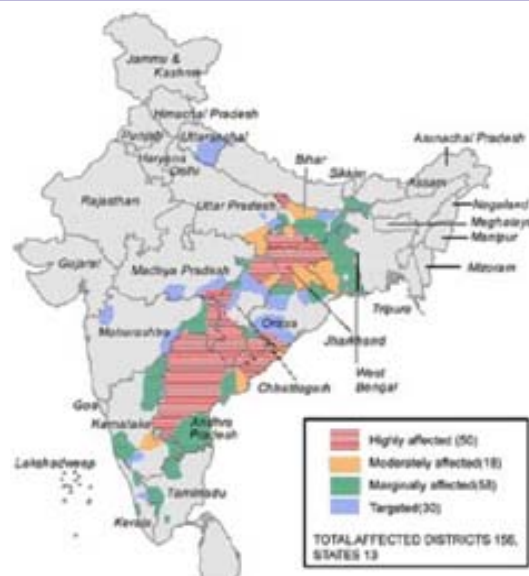 Jammu &
Kashmir
Himachal Pradesh
Punjab
Uttaranchal
Haryana
Delhi
Rajasthan
Uttar Pradesh
Bihar
Sikkim
Arunachal Pradesh
Assam
Nagaland
Meghalaya
Manipur
Mizoram
Tripura
Gujarat
Madhya Pradesh
Maharashtra
Orissa
Jharkhand
Chhattisgarh
West
Bengal
Goa
Karnataka
Andhra
Pradesh
Lakshadweep
Tamilnadu
Kerala
Highly affected (50)
Moderately affected(18)
Marginally affected(58)
Targeted(30)
TOTAL AFFECTED DISTRICTS 156,
STATES 13